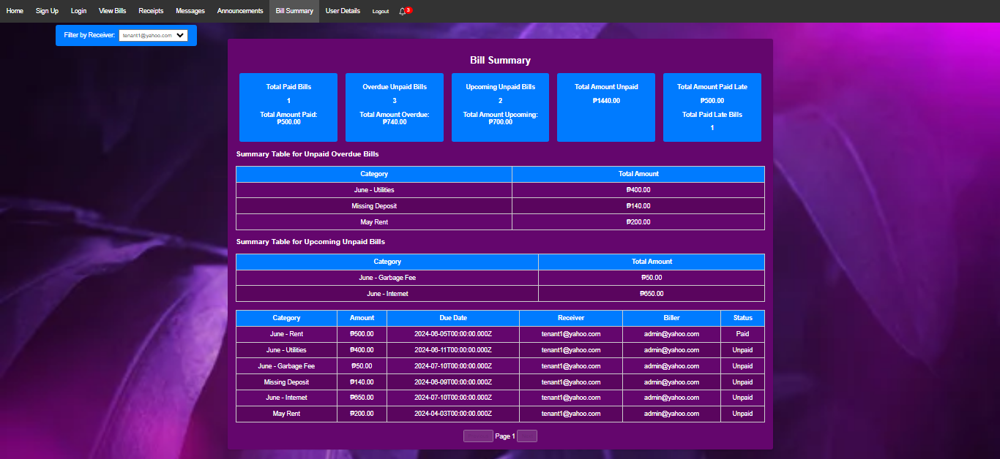 Home Sign Up Login View Bills Receipts Messages Announcements Bill Summary User Details Logout 3
Filter by Receiver: tenant1@yahoo.com
Bill Summary
Total Paid Bills
1
Total Amount Paid:
₱500.00
Overdue Unpaid Bills
3
Total Amount Overdue:
₱740.00
Upcoming Unpaid Bills
2
Total Amount Upcoming:
₱700.00
Total Amount Unpaid
₱1440.00
Total Amount Paid Late
₱500.00
Total Paid Late Bills
1
Summary Table for Unpaid Overdue Bills
Category Total Amount
June - Utilities ₱400.00
Missing Deposit ₱140.00
May Rent ₱200.00
Summary Table for Upcoming Unpaid Bills
Category Total Amount
June - Garbage Fee ₱50.00
June - Internet ₱650.00
Category Amount Due Date Receiver Biller Status
June - Rent ₱500.00 2024-06-05T00:00:00.000Z tenant1@yahoo.com admin@yahoo.com Paid
June - Utilities ₱400.00 2024-06-11T00:00:00.000Z tenant1@yahoo.com admin@yahoo.com Unpaid
June - Garbage Fee ₱50.00 2024-07-10T00:00:00.000Z tenant1@yahoo.com admin@yahoo.com Unpaid
Missing Deposit ₱140.00 2024-06-09T00:00:00.000Z tenant1@yahoo.com admin@yahoo.com Unpaid
June - Internet ₱650.00 2024-07-10T00:00:00.000Z tenant1@yahoo.com admin@yahoo.com Unpaid
May Rent ₱200.00 2024-04-03T00:00:00.000Z tenant1@yahoo.com admin@yahoo.com Unpaid
Page 1